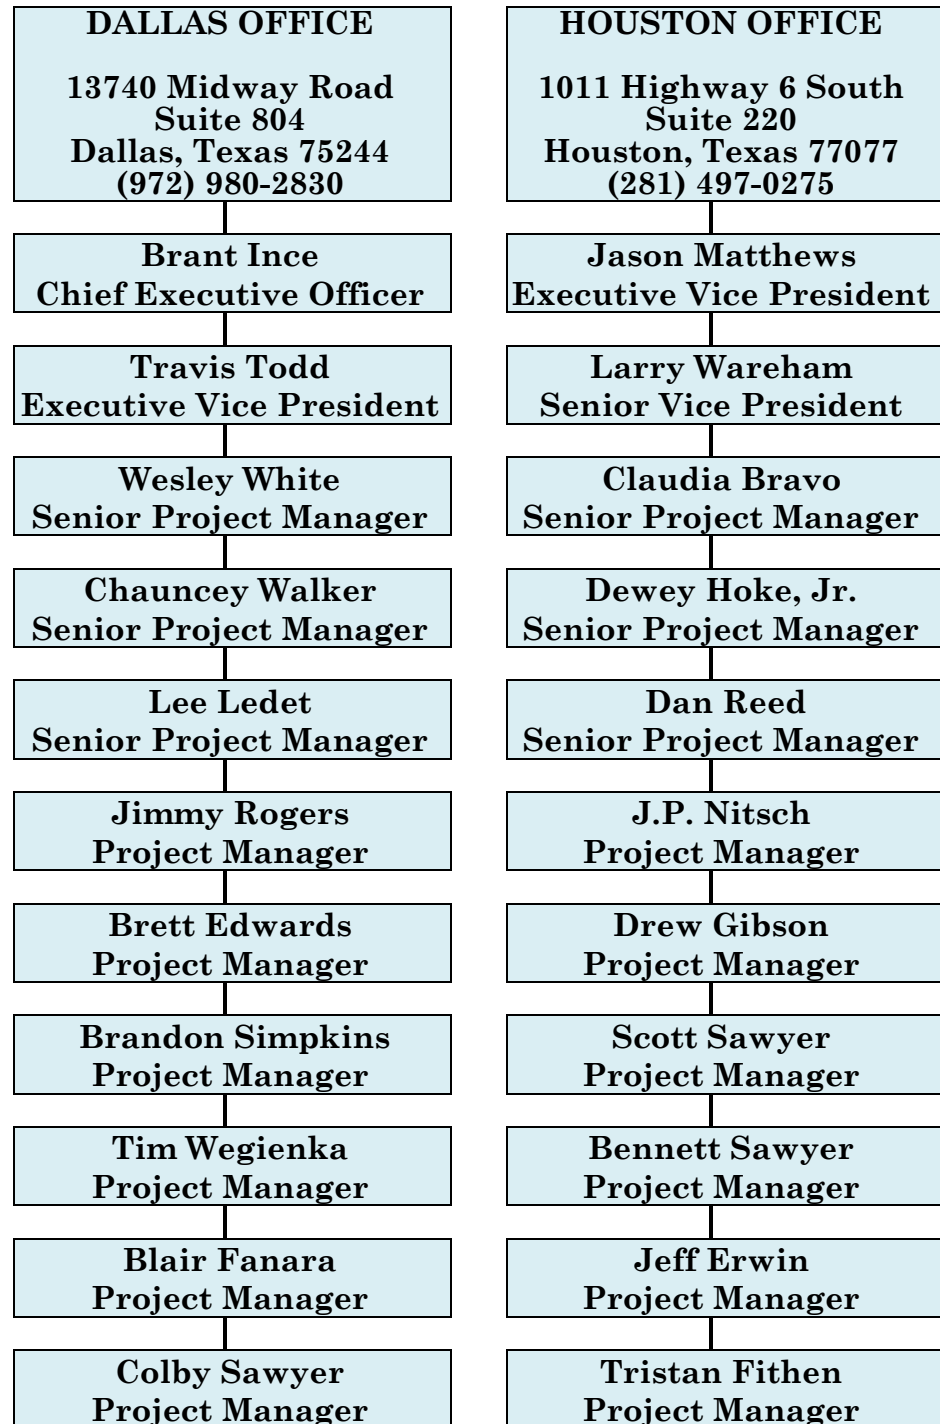 DALLAS OFFICE
13740 Midway Road
Suite 804
Dallas, Texas 75244
(972) 980-2830
Brant Ince
Chief Executive Officer
Travis Todd
Executive Vice President
Wesley White
Senior Project Manager
Chauncey Walker
Senior Project Manager
Lee Ledet
Senior Project Manager
Jimmy Rogers
Project Manager
Brett Edwards
Project Manager
Brandon Simpkins
Project Manager
Tim Wegienka
Project Manager
Blair Fanara
Project Manager
Colby Sawyer
Project Manager
HOUSTON OFFICE
1011 Highway 6 South
Suite 220
Houston, Texas 77077
(281) 497-0275
Jason Matthews
Executive Vice President
Larry Wareham
Senior Vice President
Claudia Bravo
Senior Project Manager
Dewey Hoke, Jr.
Senior Project Manager
Dan Reed
Senior Project Manager
J.P. Nitsch
Project Manager
Drew Gibson
Project Manager
Scott Sawyer
Project Manager
Bennett Sawyer
Project Manager
Jeff Erwin
Project Manager
Tristan Fithen
Project Manager